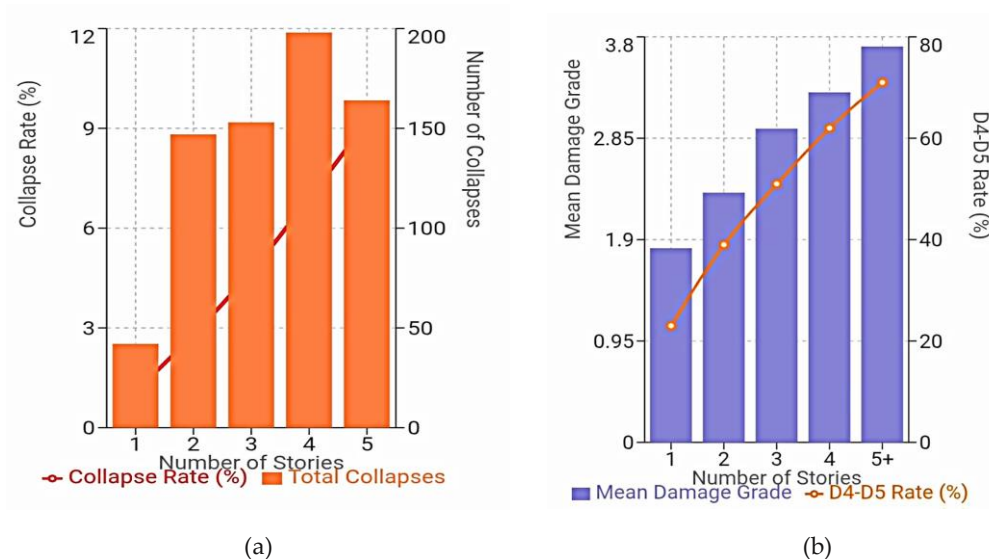 Collapse Rate (%)
12
9
6
3
0
200
150
100
50
0
Number of Collapses
1 2 3 4 5
Number of Stories
Collapse Rate (%) Total Collapses
(a)
Mean Damage Grade
3.8
2.85
1.9
0.95
0
80
60
40
20
0
D4-D5 Rate (%)
1 2 3 4 5+
Number of Stories
Mean Damage Grade D4-D5 Rate (%)
(b)